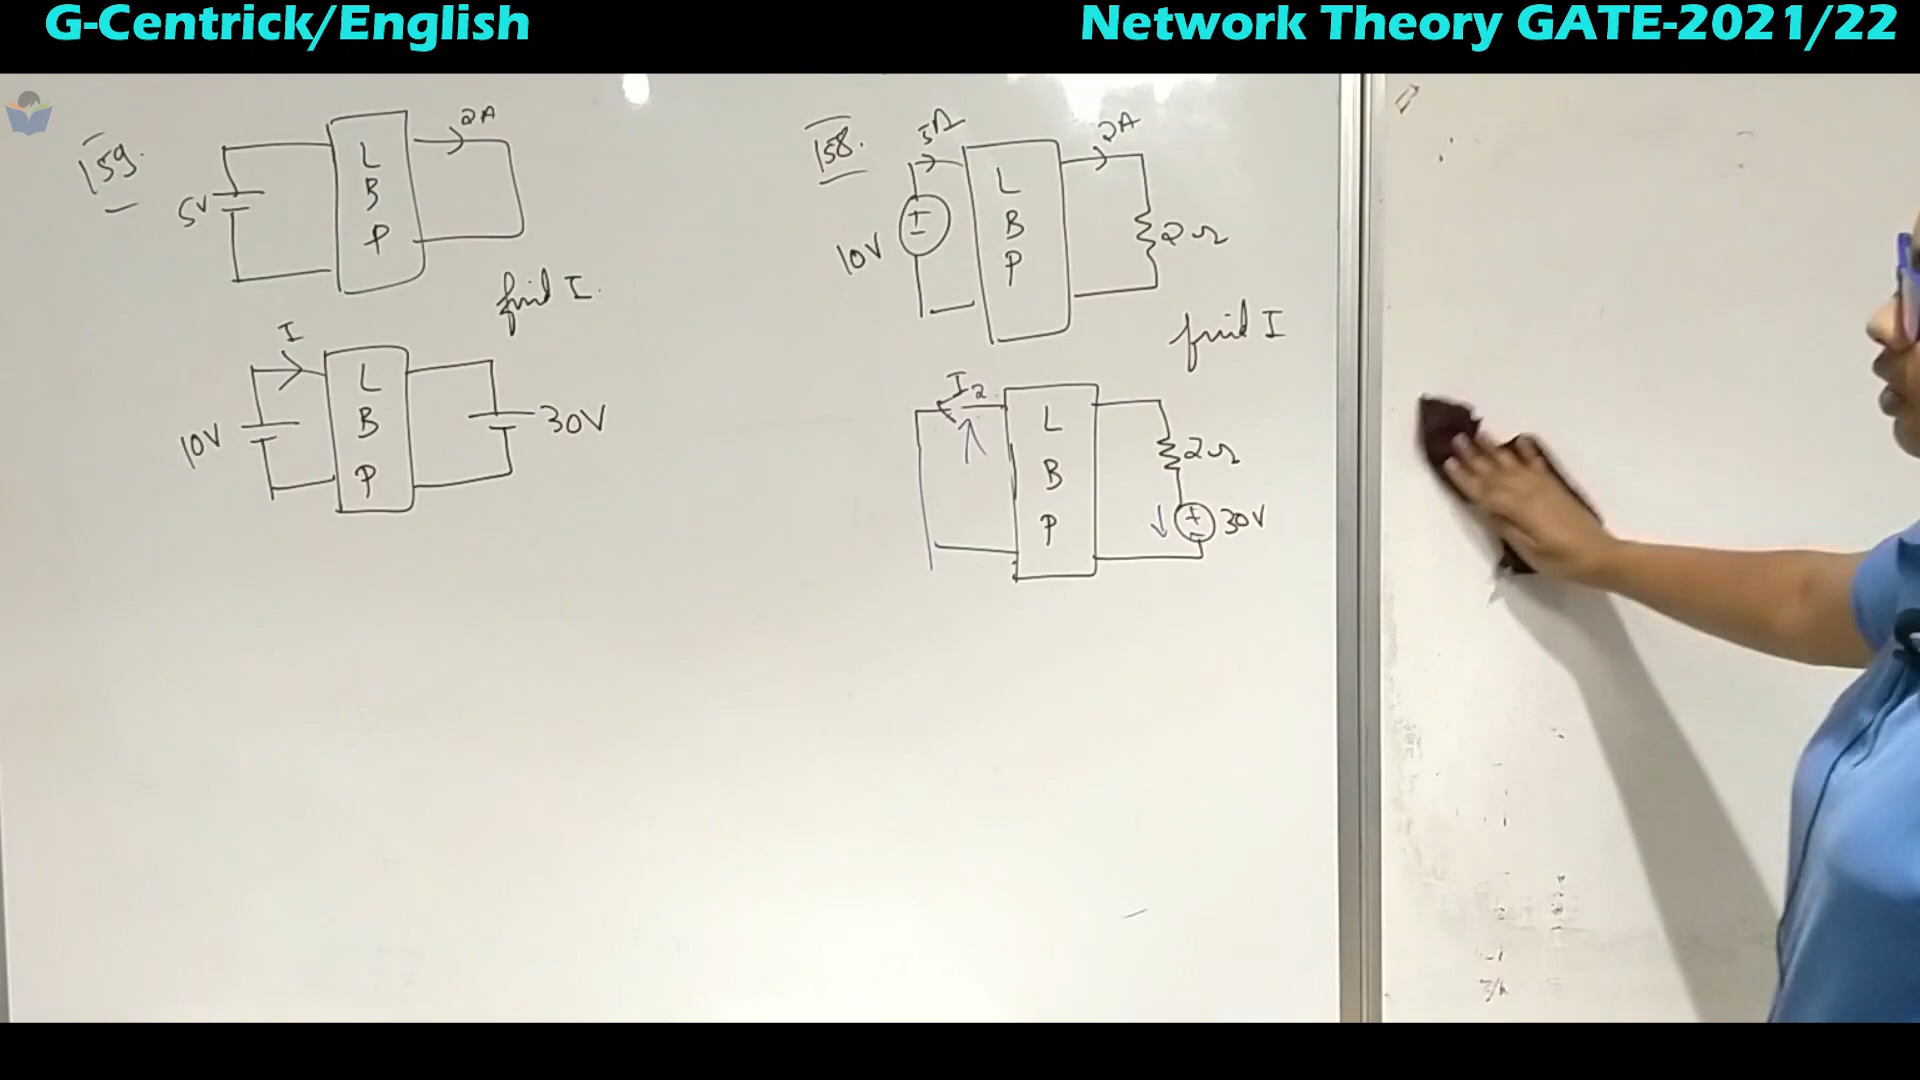 G-Centrick/English
Network Theory GATE-2021/22
159.
2A
5V
L
B
P
find I.
I
10V
L
B
P
30V
158.
2A
10V
L
B
P
2Ω
find I
I2
L
B
P
2Ω
30V